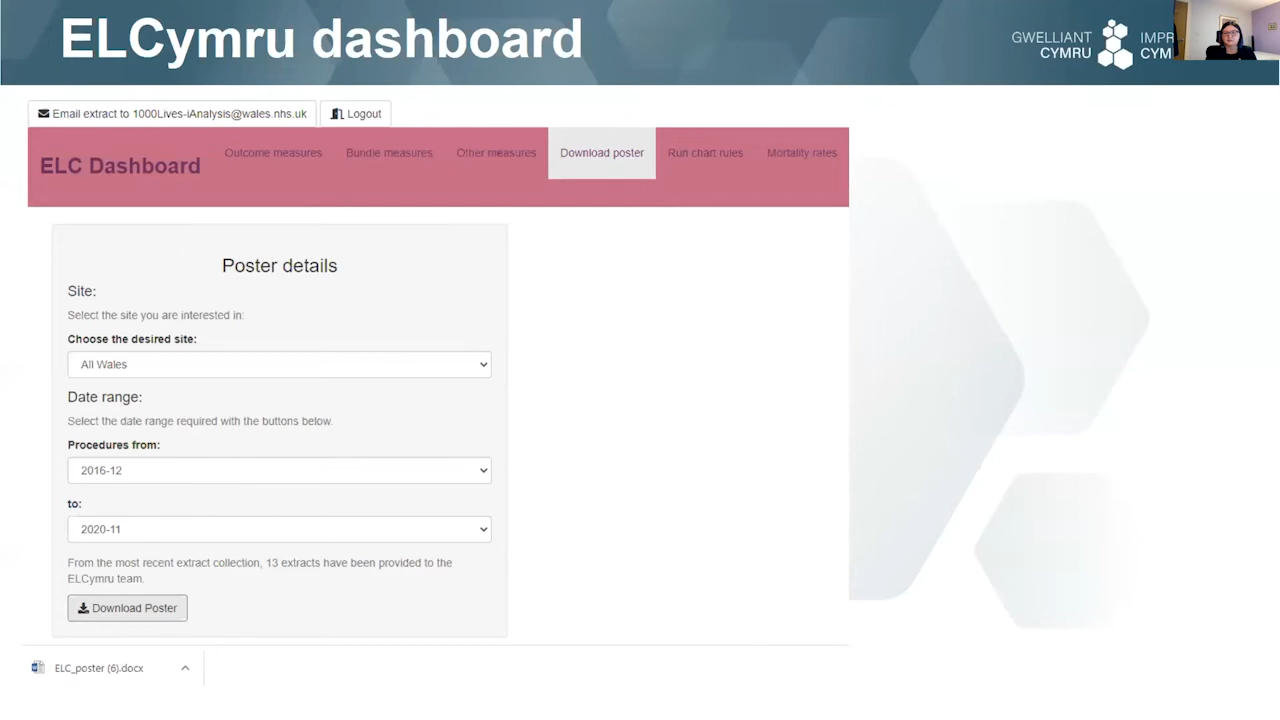 ELCymru dashboard
GWELLIANT
CYMRU
IMPR
CYM
Email extract to 1000Lives-iAnalysis@wales.nhs.uk
Logout
ELC Dashboard
Outcome measures
Bundle measures
Other measures
Download poster
Run chart rules
Mortality rates
Poster details
Site:
Select the site you are interested in:
Choose the desired site:
All Wales
Date range:
Select the date range required with the buttons below.
Procedures from:
2016-12
to:
2020-11
From the most recent extract collection, 13 extracts have been provided to the
ELCymru team.
Download Poster
ELC_poster (6).docx